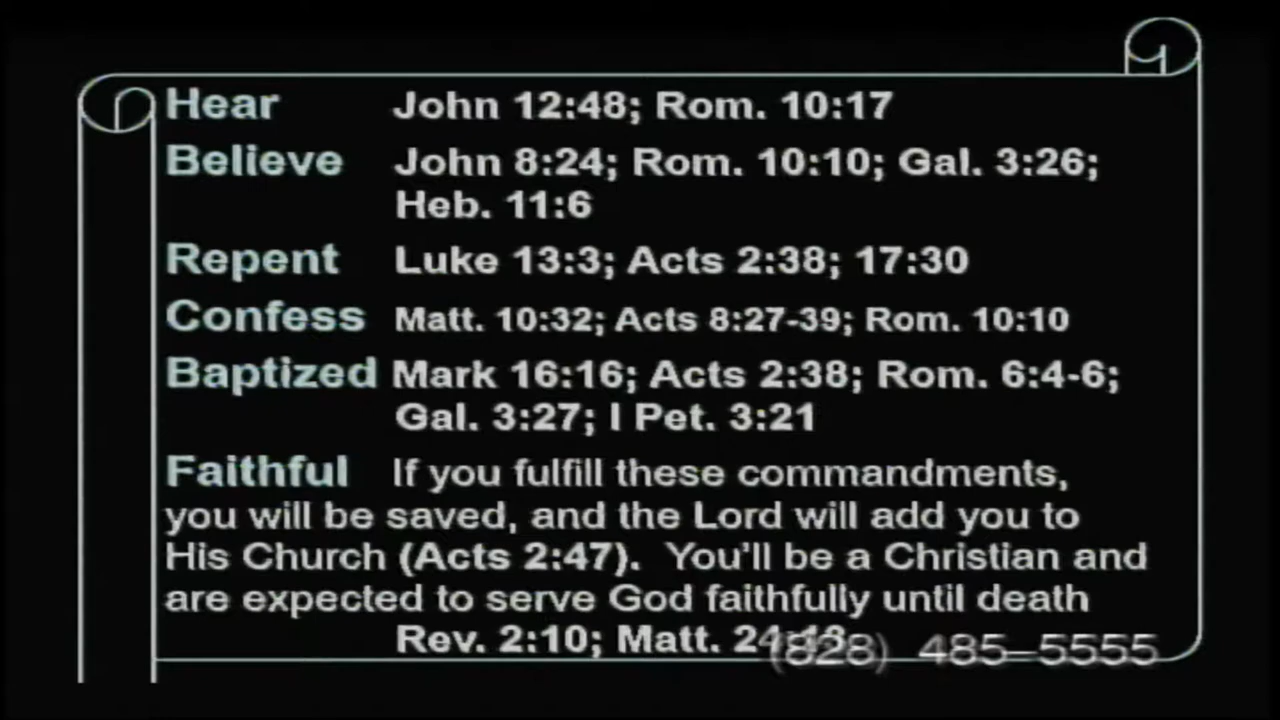 Hear John 12:48; Rom. 10:17
Believe John 8:24; Rom. 10:10; Gal. 3:26;
Heb. 11:6
Repent Luke 13:3; Acts 2:38; 17:30
Confess Matt. 10:32; Acts 8:27-39; Rom. 10:10
Baptized Mark 16:16; Acts 2:38; Rom. 6:4-6;
Gal. 3:27; I Pet. 3:21
Faithful If you fulfill these commandments,
you will be saved, and the Lord will add you to
His Church (Acts 2:47). You'll be a Christian and
are expected to serve God faithfully until death
Rev. 2:10; Matt.
(828) 485-5555